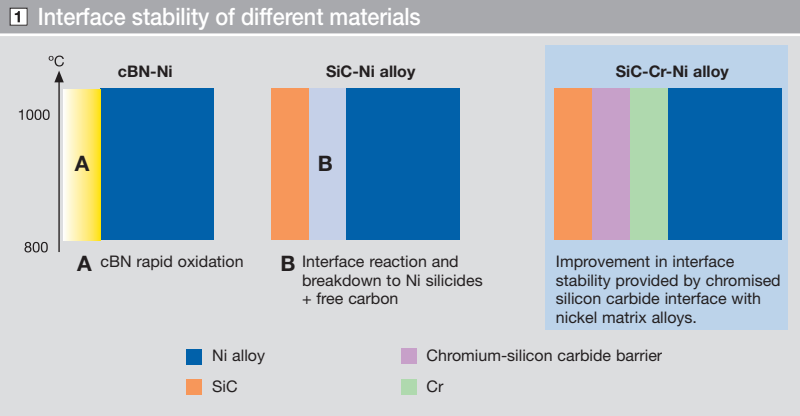 1 Interface stability of different materials
ºC
cBN-Ni
SiC-Ni alloy
SiC-Cr-Ni alloy
1000
A
B
800
A cBN rapid oxidation
B Interface reaction and
breakdown to Ni silicides
+ free carbon
Improvement in interface
stability provided by chromised
silicon carbide interface with
nickel matrix alloys.
Ni alloy
Chromium-silicon carbide barrier
SiC
Cr